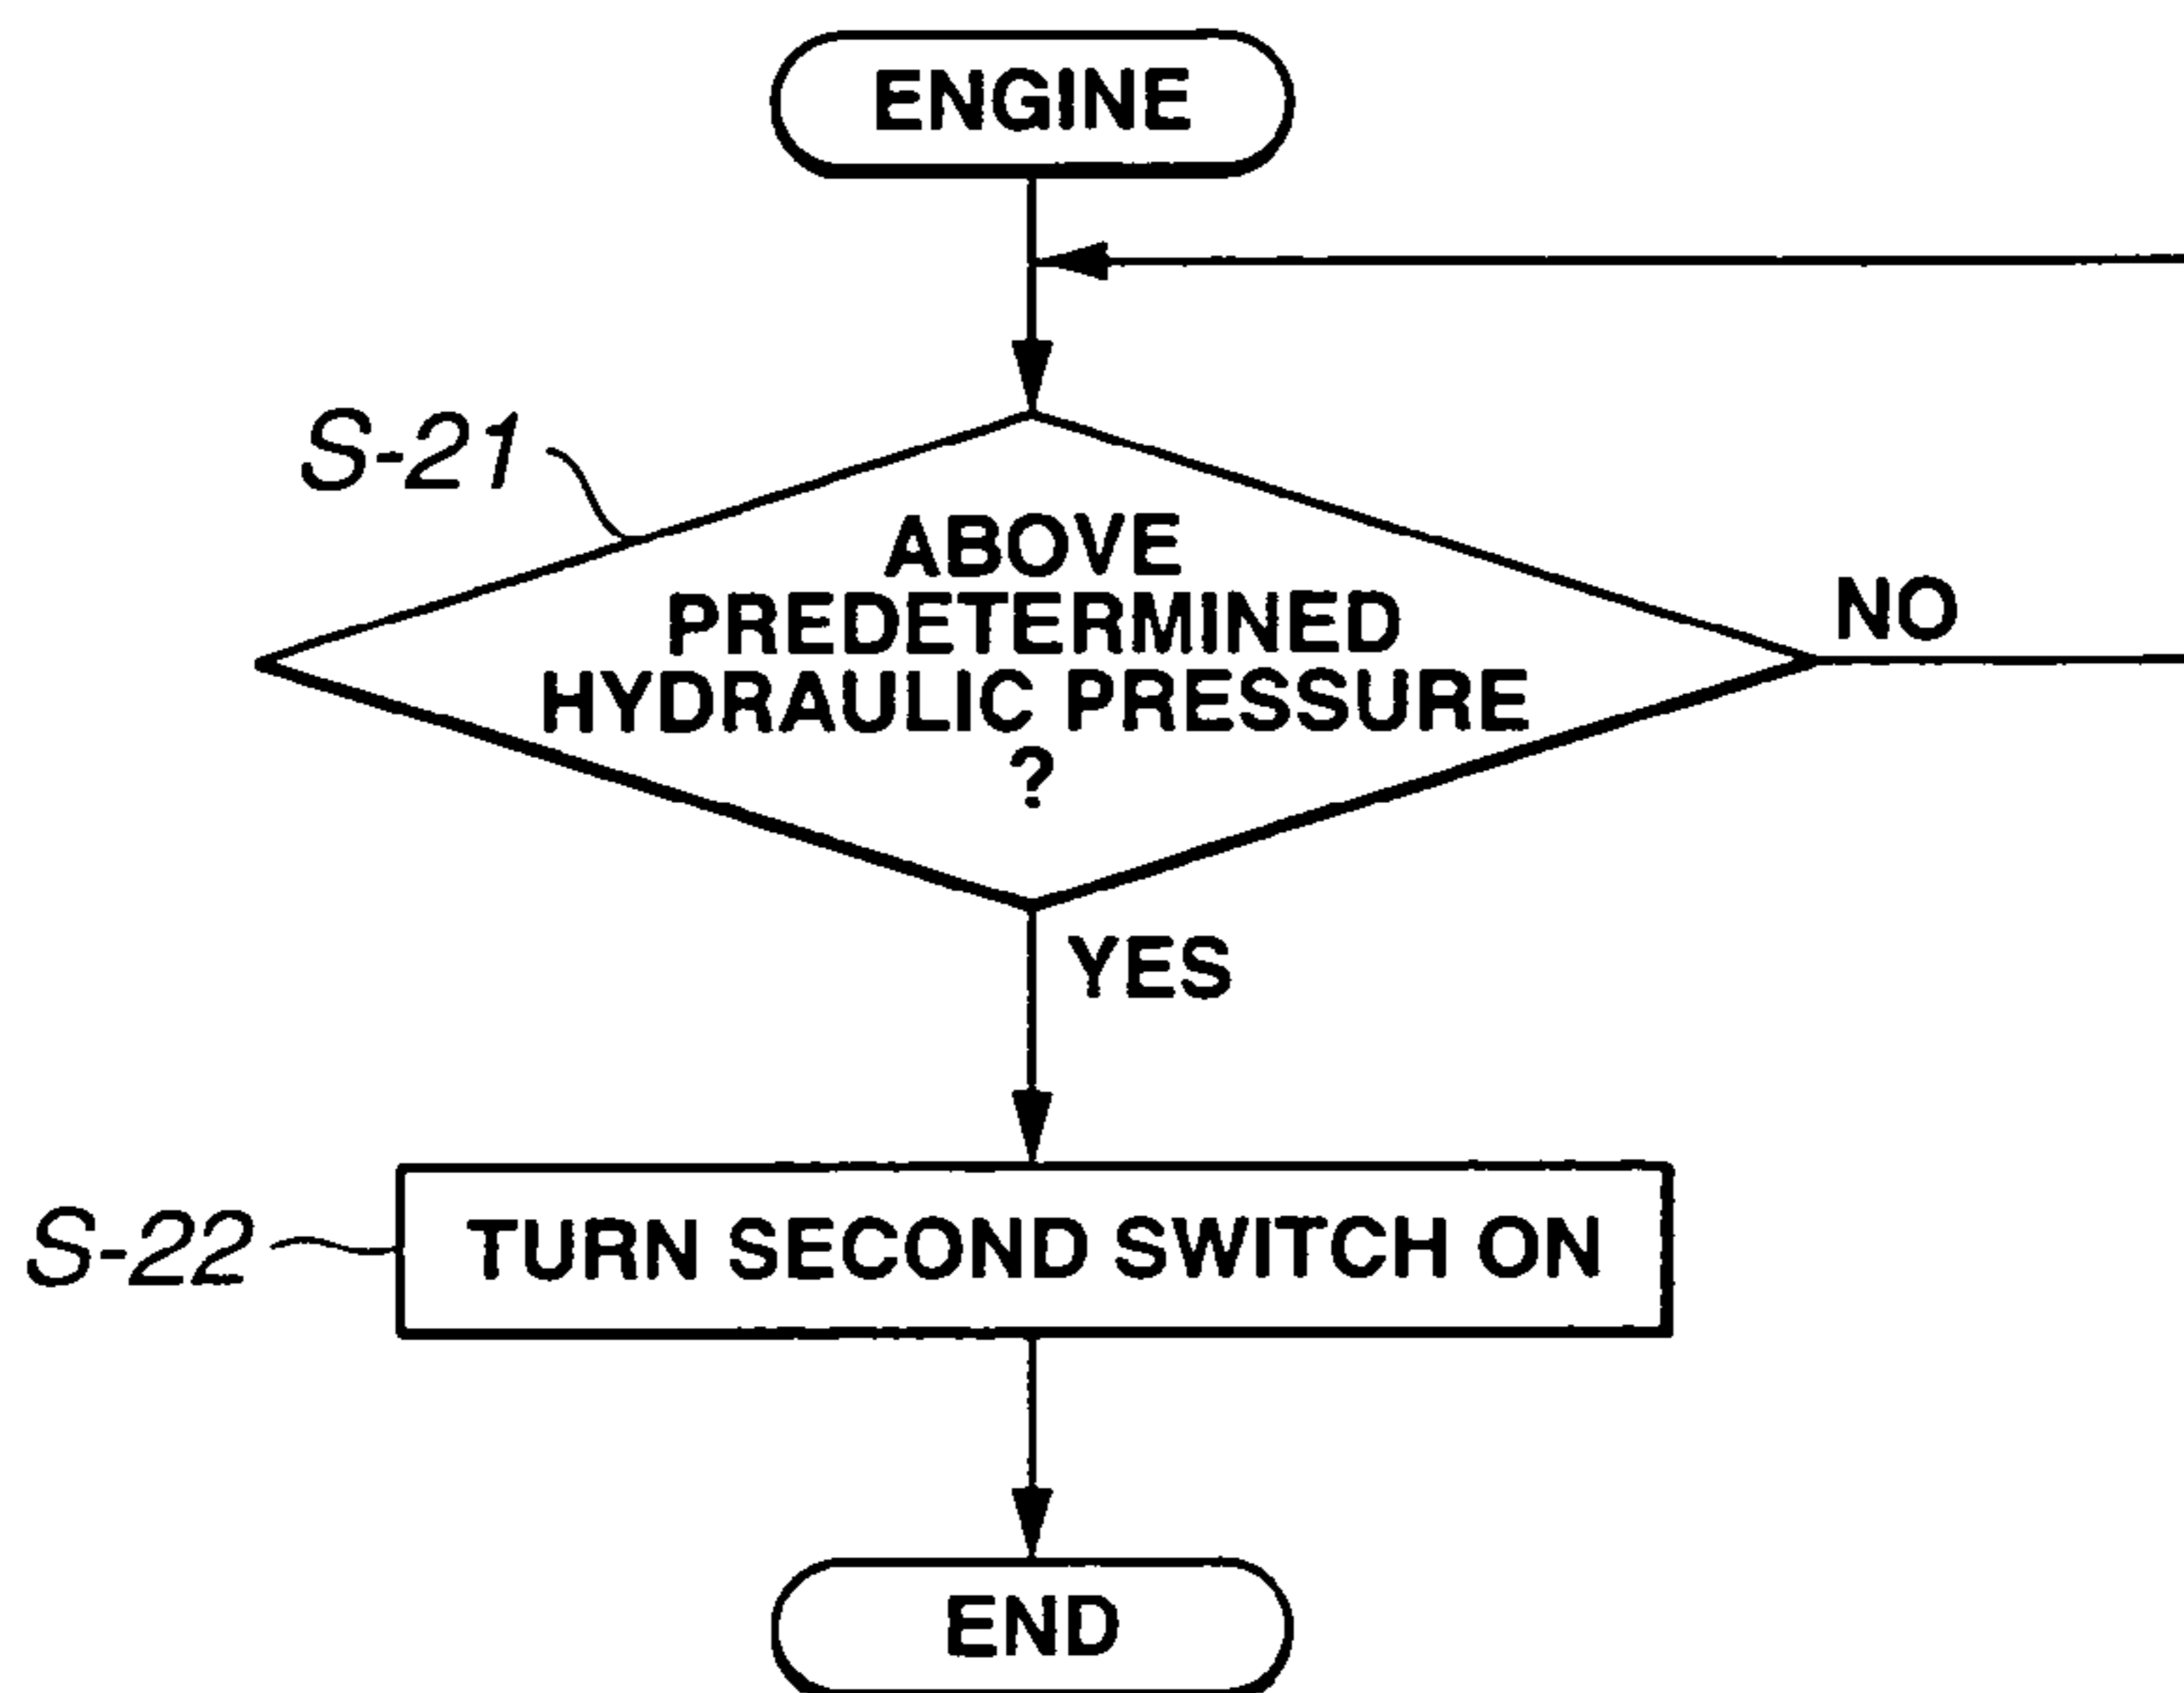 ENGINE
S-21
ABOVE
PREDETERMINED
HYDRAULIC PRESSURE
?
NO
YES
S-22
TURN SECOND SWITCH ON
END